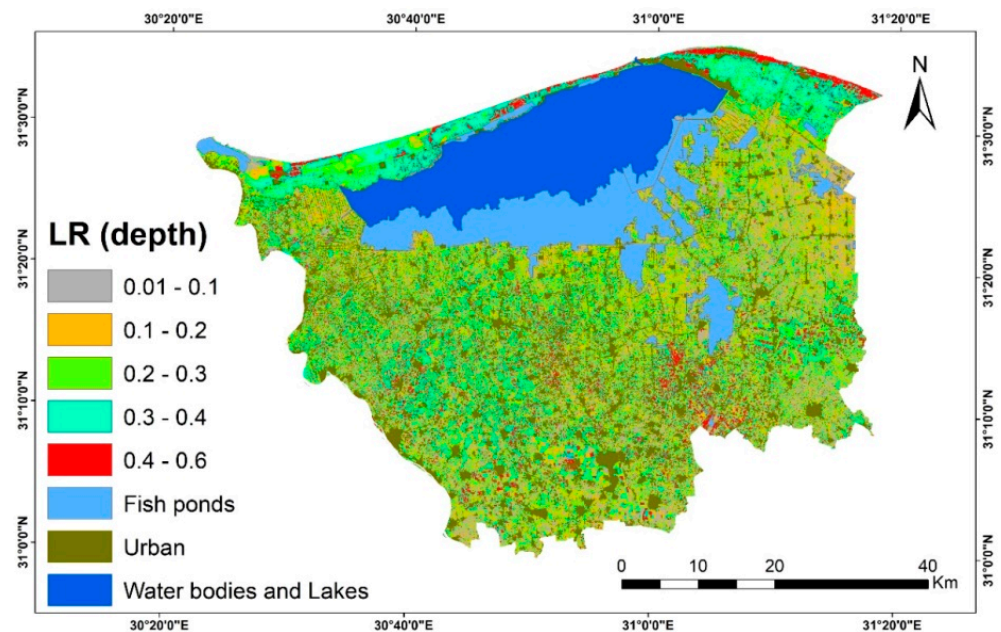 30°20'0"E 30°40'0"E 31°0'0"E 31°20'0"E
N
31°30'0"N 31°30'0"N
LR (depth)
31°20'0"N 31°20'0"N
0.01 - 0.1
0.1 - 0.2
0.2 - 0.3
31°10'0"N 31°10'0"N
0.3 - 0.4
0.4 - 0.6
Fish ponds
31°0'0"N 31°0'0"N
Urban
0 10 20 40
Km
Water bodies and Lakes
30°20'0"E 30°40'0"E 31°0'0"E 31°20'0"E